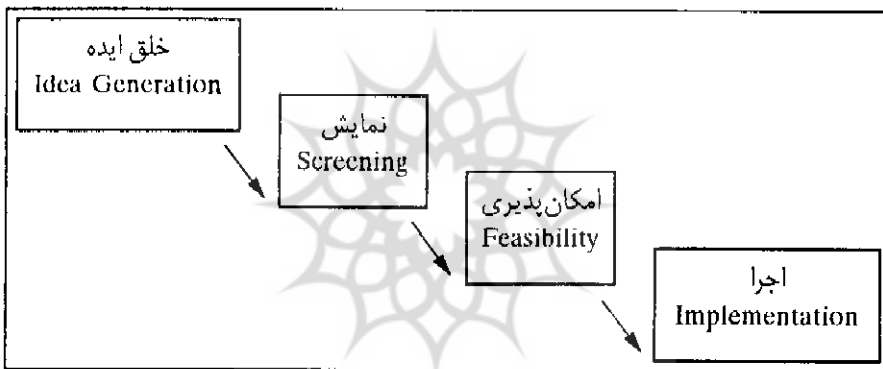 خلق ایده
Idea Generation
نمایش
Screening
امکان‌پذیری
Feasibility
اجرا
Implementation